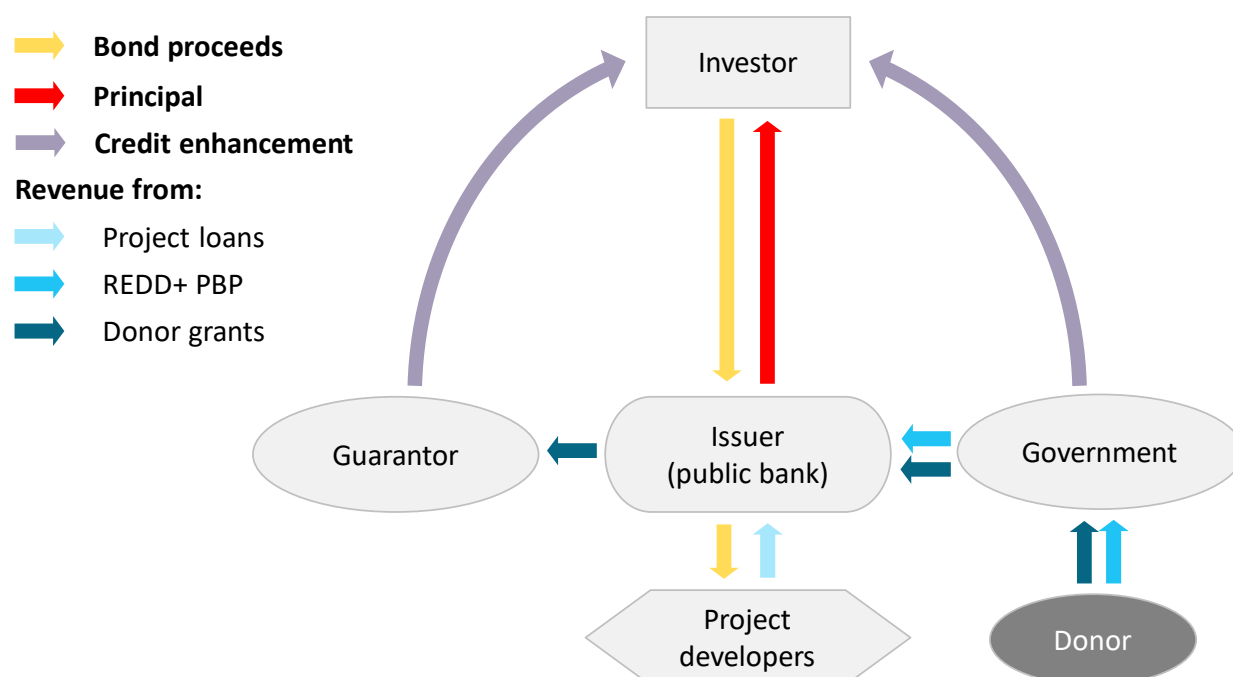 Bond proceeds
Principal
Credit enhancement
Revenue from:
Project loans
REDD+ PBP
Donor grants
Investor
Guarantor
Issuer
(public bank)
Government
Project
developers
Donor